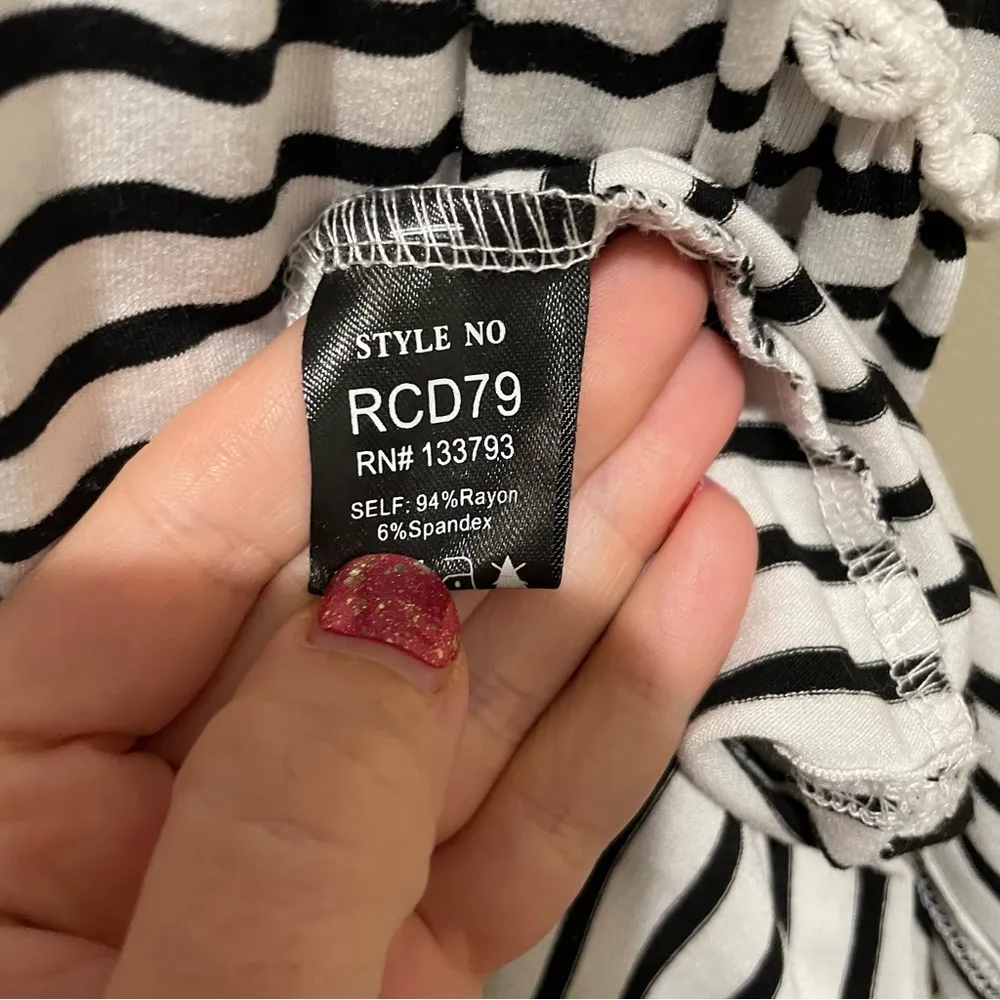 STYLE NO
RCD79
RN# 133793
SELF: 94%Rayon
6%Spandex